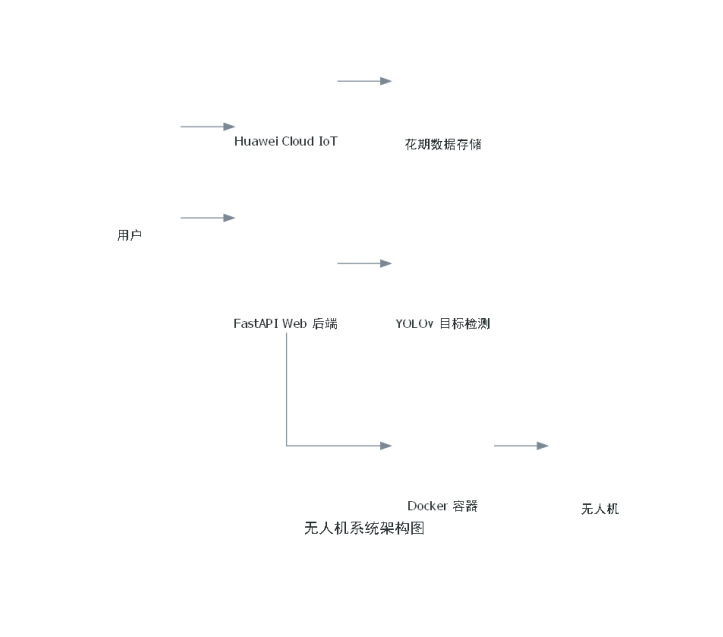 Huawei Cloud IoT
花期数据存储
用户
FastAPI Web 后端
YOLOv 目标检测
Docker 容器
无人机
无人机系统架构图